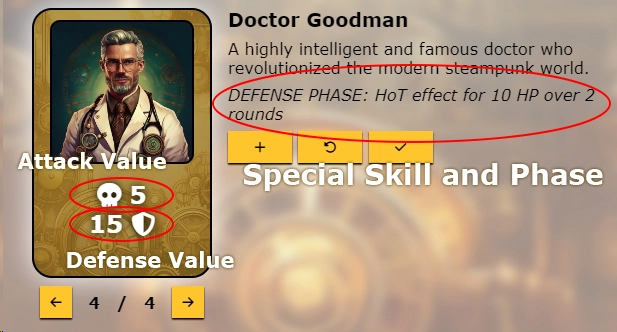 Doctor Goodman
A highly intelligent and famous doctor who
revolutionized the modern steampunk world.
DEFENSE PHASE: HoT effect for 10 HP over 2
rounds
Attack Value
Special Skill and Phase
5
15
Defense Value
4 / 4